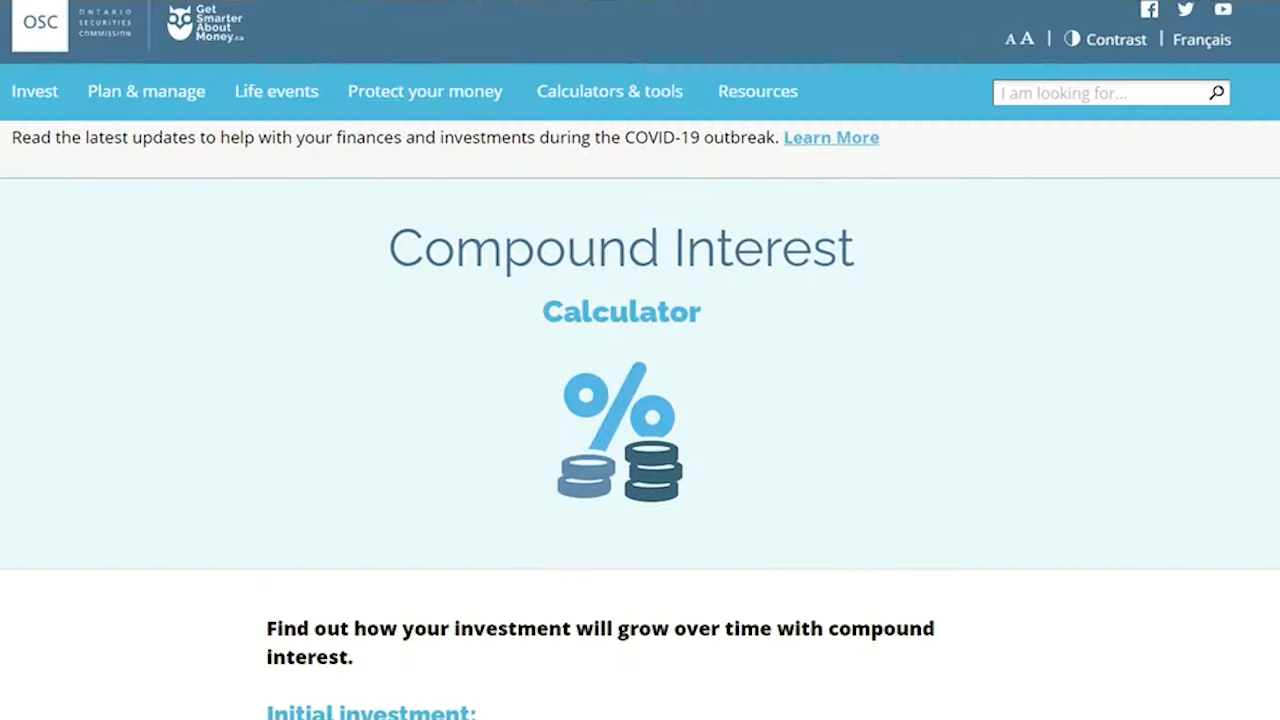 OSC
ONTARIO
SECURITIES
COMMISSION
Get
Smarter
About
Money.ca
A A | Contrast | Français
Invest Plan & manage Life events Protect your money Calculators & tools Resources I am looking for...
Read the latest updates to help with your finances and investments during the COVID-19 outbreak. Learn More
Compound Interest
Calculator
%
Find out how your investment will grow over time with compound
interest.
Initial investment: